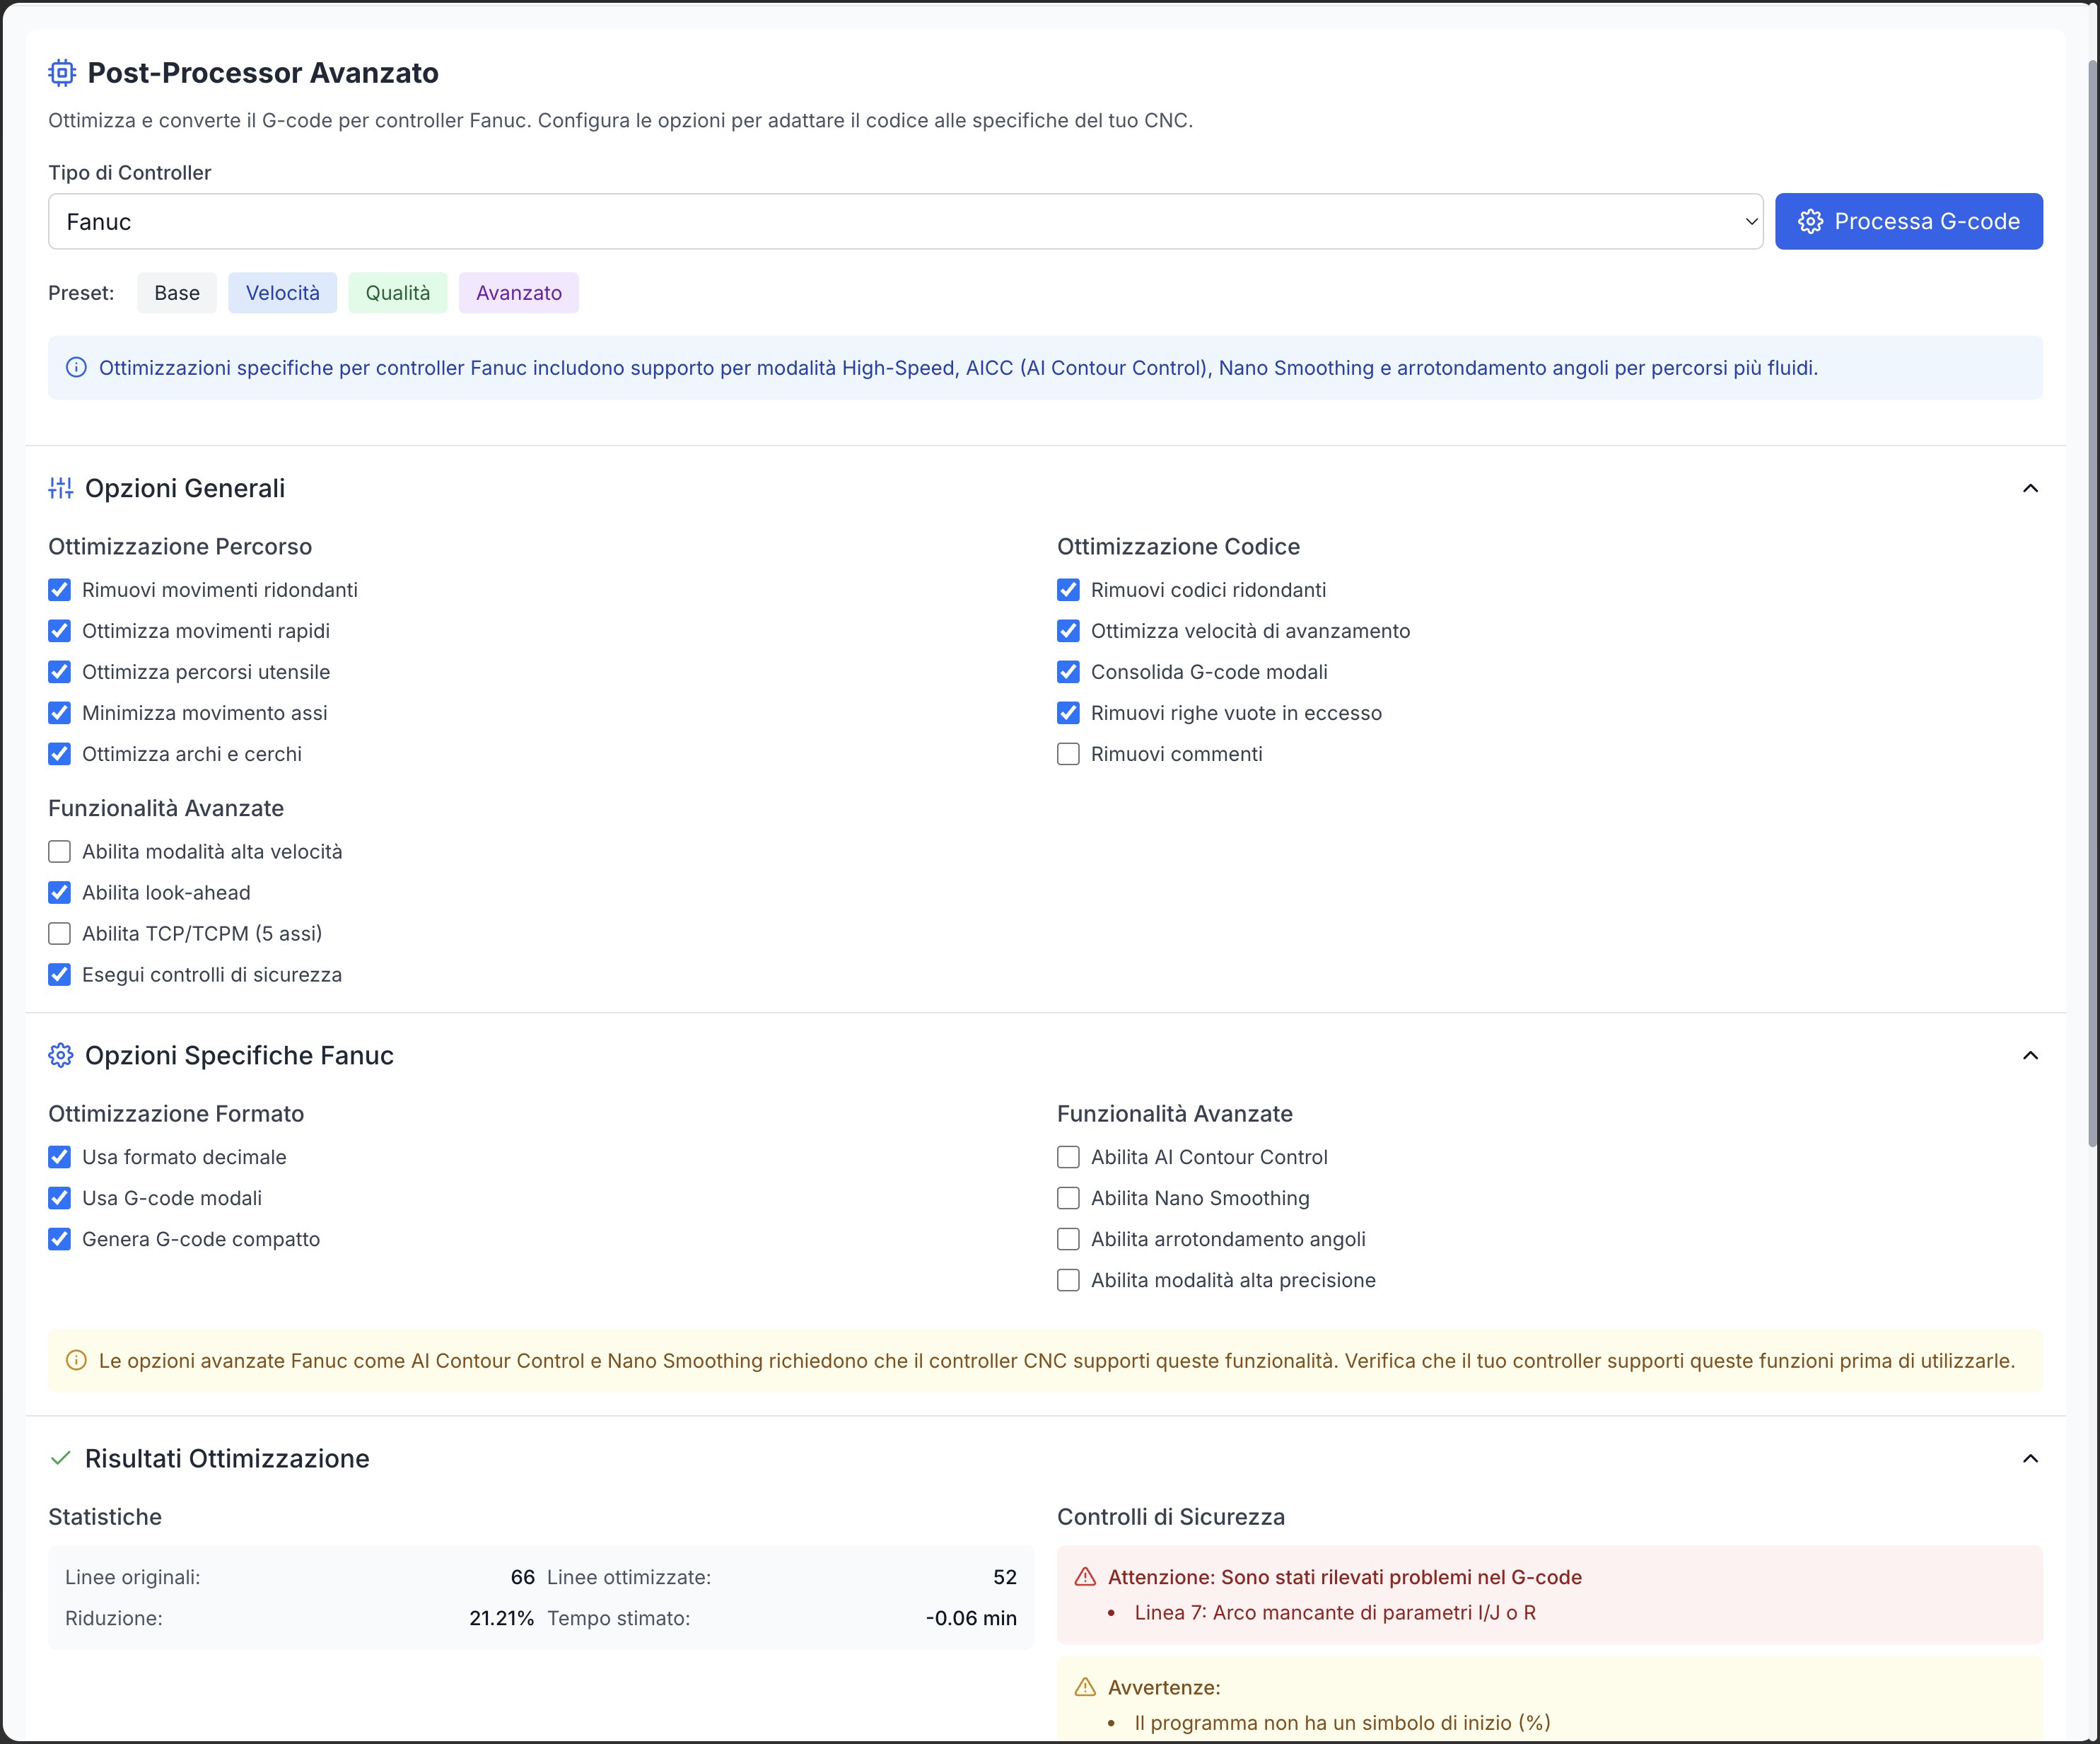 Post-Processor Avanzato
Ottimizza e converte il G-code per controller Fanuc. Configura le opzioni per adattare il codice alle specifiche del tuo CNC.
Tipo di Controller
Fanuc
Processa G-code
Preset:
Base
Velocità
Qualità
Avanzato
Ottimizzazioni specifiche per controller Fanuc includono supporto per modalità High-Speed, AICC (AI Contour Control), Nano Smoothing e arrotondamento angoli per percorsi più fluidi.
Opzioni Generali
Ottimizzazione Percorso
Rimuovi movimenti ridondanti
Ottimizza movimenti rapidi
Ottimizza percorsi utensile
Minimizza movimento assi
Ottimizza archi e cerchi
Ottimizzazione Codice
Rimuovi codici ridondanti
Ottimizza velocità di avanzamento
Consolida G-code modali
Rimuovi righe vuote in eccesso
Rimuovi commenti
Funzionalità Avanzate
Abilita modalità alta velocità
Abilita look-ahead
Abilita TCP/TCPM (5 assi)
Esegui controlli di sicurezza
Opzioni Specifiche Fanuc
Ottimizzazione Formato
Usa formato decimale
Usa G-code modali
Genera G-code compatto
Funzionalità Avanzate
Abilita AI Contour Control
Abilita Nano Smoothing
Abilita arrotondamento angoli
Abilita modalità alta precisione
Le opzioni avanzate Fanuc come AI Contour Control e Nano Smoothing richiedono che il controller CNC supporti queste funzionalità. Verifica che il tuo controller supporti queste funzioni prima di utilizzarle.
Risultati Ottimizzazione
Statistiche
Linee originali: 66 Linee ottimizzate: 52
Riduzione: 21.21% Tempo stimato: -0.06 min
Controlli di Sicurezza
Attenzione: Sono stati rilevati problemi nel G-code
• Linea 7: Arco mancante di parametri I/J o R
Avvertenze:
• Il programma non ha un simbolo di inizio (%)